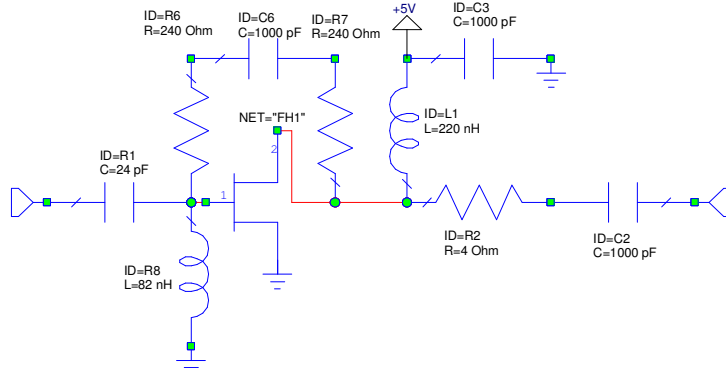 ID=R6
R=240 Ohm
ID=C6
C=1000 pF
ID=R7
R=240 Ohm
+5V
ID=C3
C=1000 pF
NET="FH1"
ID=L1
L=220 nH
2
ID=R1
C=24 pF
1
ID=R2
R=4 Ohm
ID=C2
C=1000 pF
ID=R8
L=82 nH